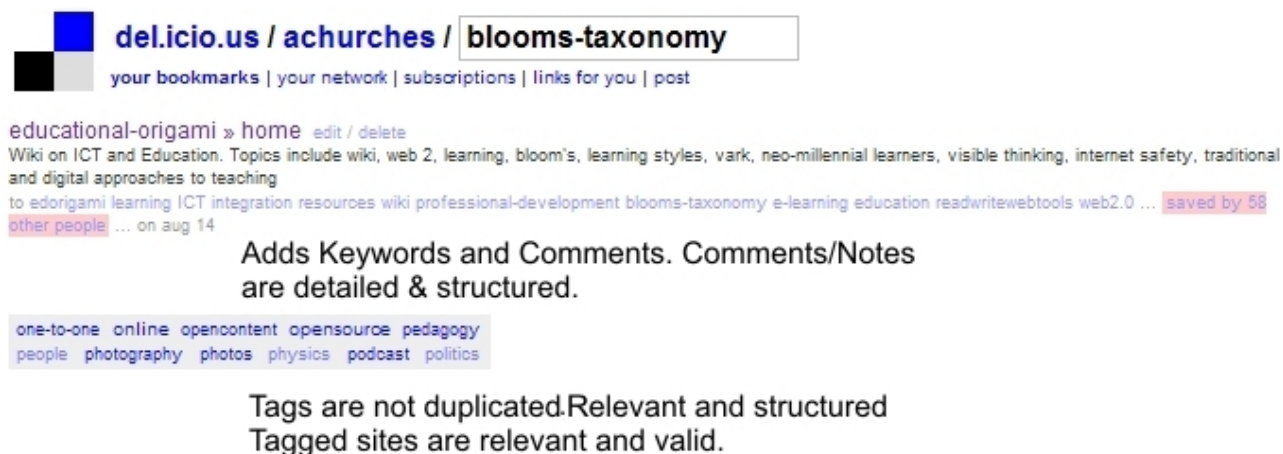 del.icio.us / achurches / blooms-taxonomy
your bookmarks | your network | subscriptions | links for you | post
educational-origami » home edit / delete
Wiki on ICT and Education. Topics include wiki, web 2, learning, bloom's, learning styles, vark, neo-millennial learners, visible thinking, internet safety, traditional
and digital approaches to teaching
to edorigami learning ICT integration resources wiki professional-development blooms-taxonomy e-learning education readwritewebtools web2.0 ... saved by 58
other people ... on aug 14
Adds Keywords and Comments. Comments/Notes
are detailed & structured.
one-to-one online opencontent opensource pedagogy
people photography photos physics podcast politics
Tags are not duplicated.Relevant and structured
Tagged sites are relevant and valid.